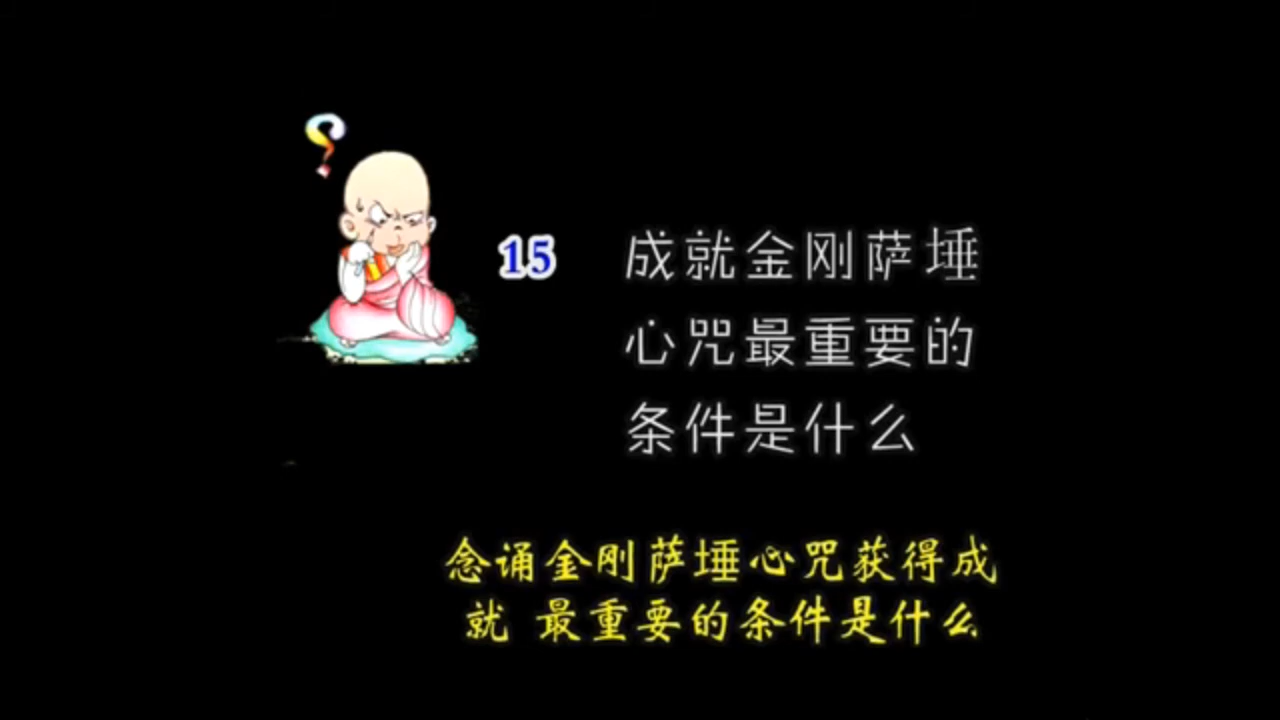 ?
15 成就金刚萨埵
心咒最重要的
条件是什么
念诵金刚萨埵心咒获得成
就 最重要的条件是什么